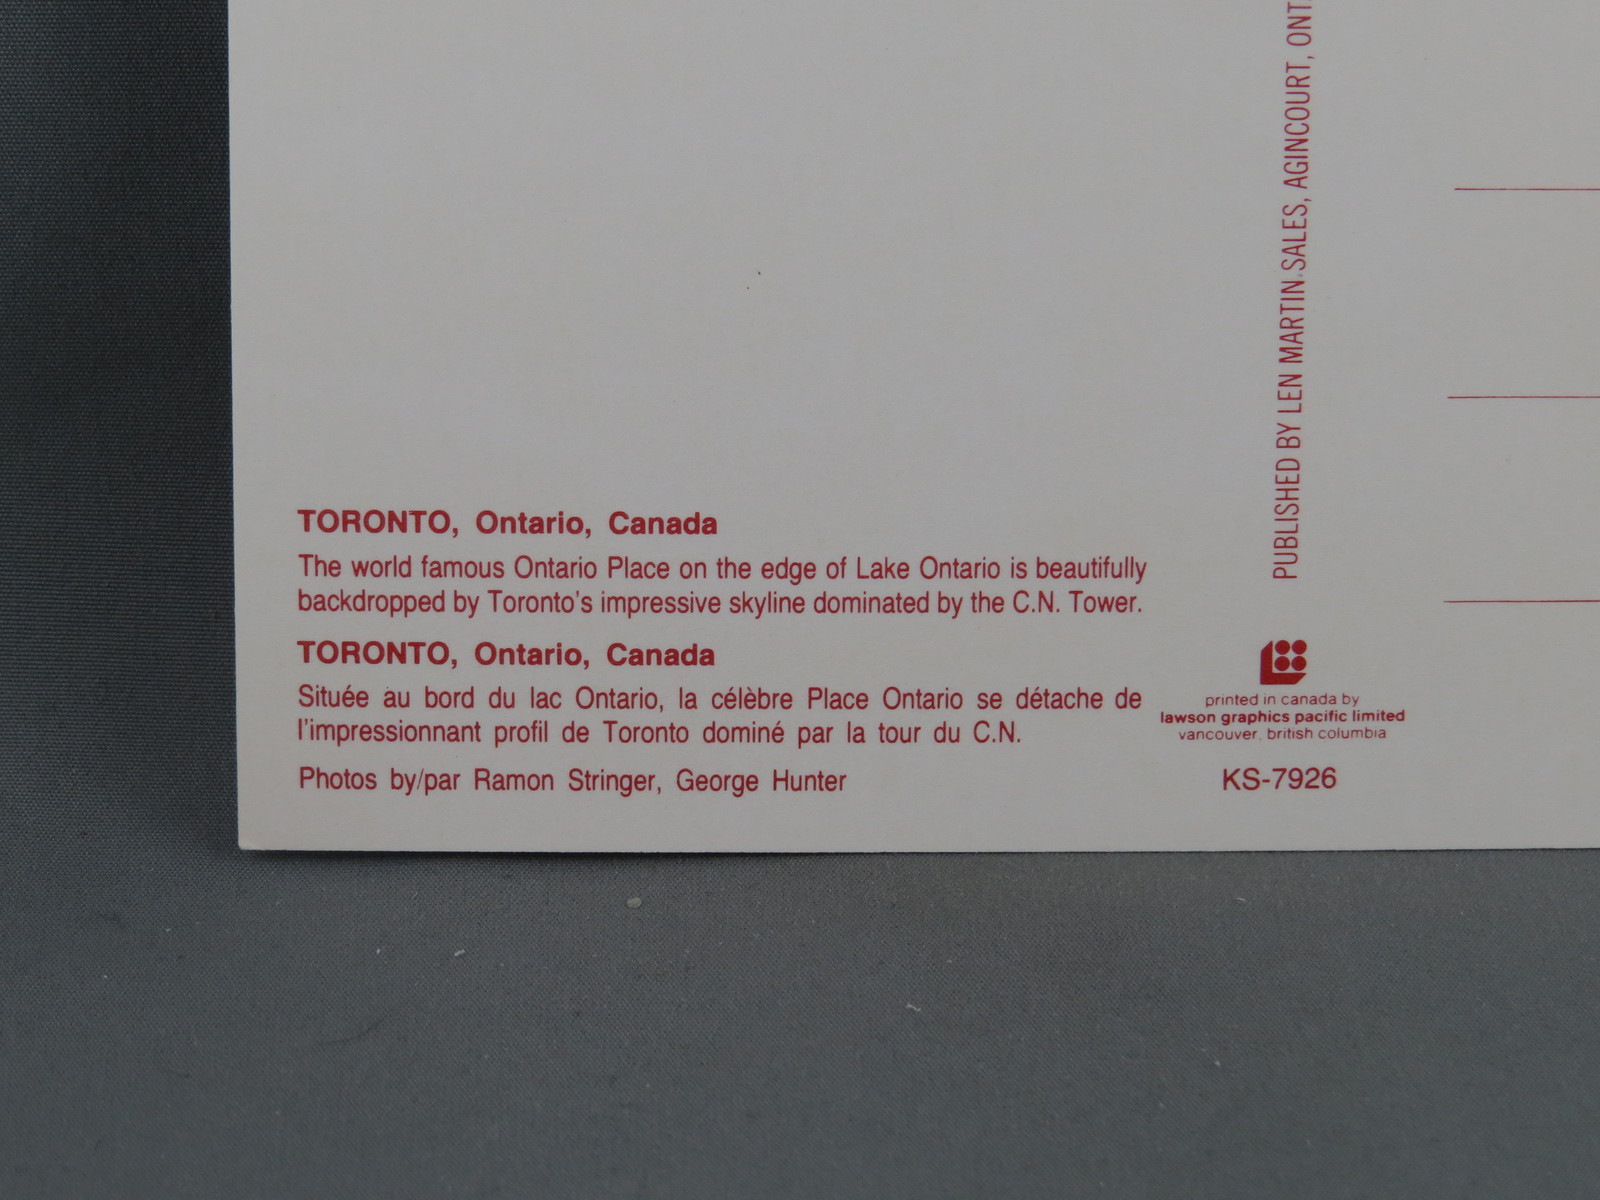 TORONTO, Ontario, Canada
The world famous Ontario Place on the edge of Lake Ontario is beautifully
backdropped by Toronto's impressive skyline dominated by the C.N. Tower.
TORONTO, Ontario, Canada
Située au bord du lac Ontario, la célèbre Place Ontario se détache de
l'impressionnant profil de Toronto dominé par la tour du C.N.
Photos by/par Ramon Stringer, George Hunter
PUBLISHED BY LEN MARTIN SALES, AGINCOURT, ONT.
printed in canada by
lawson graphics pacific limited
vancouver, british columbia
KS-7926